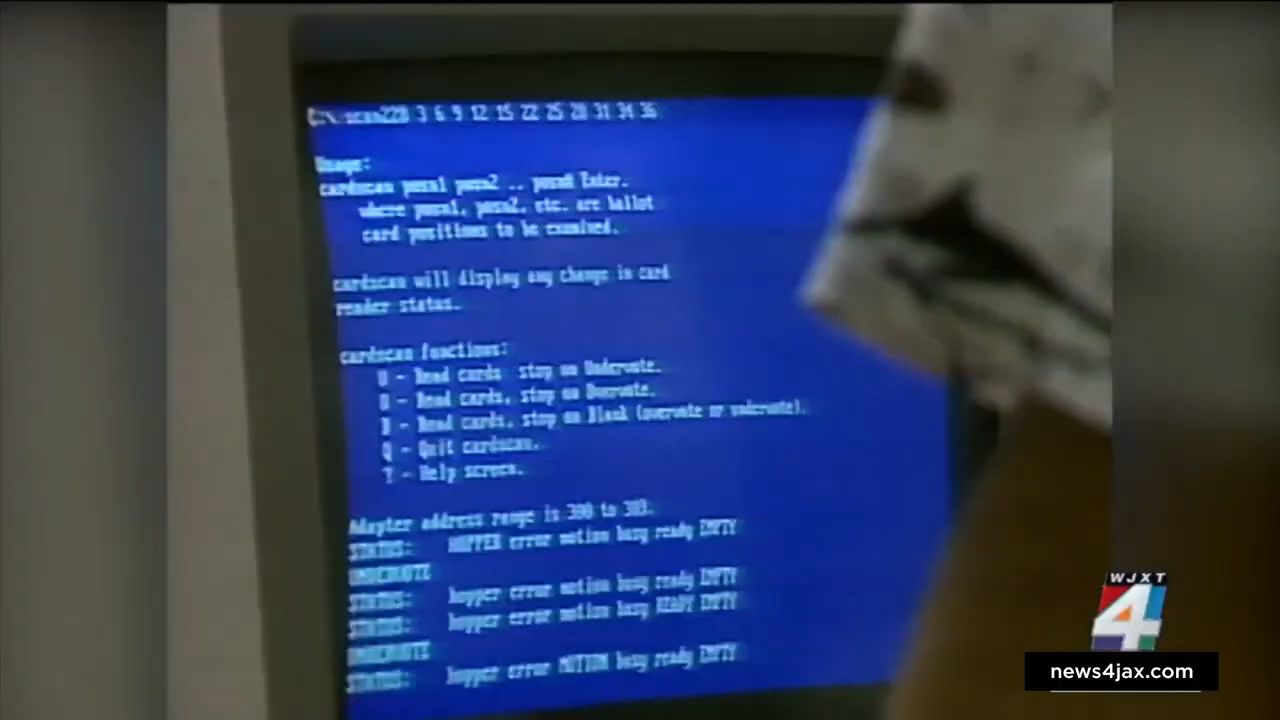 C:\ scan220 3 6 9 12 15 22 25 28 31 34 36
Usage:
cardscan posn1 posn2 .. posnN Enter.
where posn1, posn2, etc. are ballot
card positions to be examined.
cardscan will display any change in card
reader status.
cardscan functions:
U - Read cards, stop on Undervote.
O - Read cards, stop on Overvote.
B - Read cards, stop on Blank (overvote or undervote).
Q - Quit cardscan.
? - Help screen.
Adapter address range is 300 to 303.
STATUS: HOPPER error motion busy ready EMPTY
UNDERVOTE
STATUS: hopper error motion busy ready EMPTY
STATUS: hopper error motion busy READY EMPTY
UNDERVOTE
STATUS: hopper error MOTION busy ready EMPTY
WJXT
4
news4jax.com